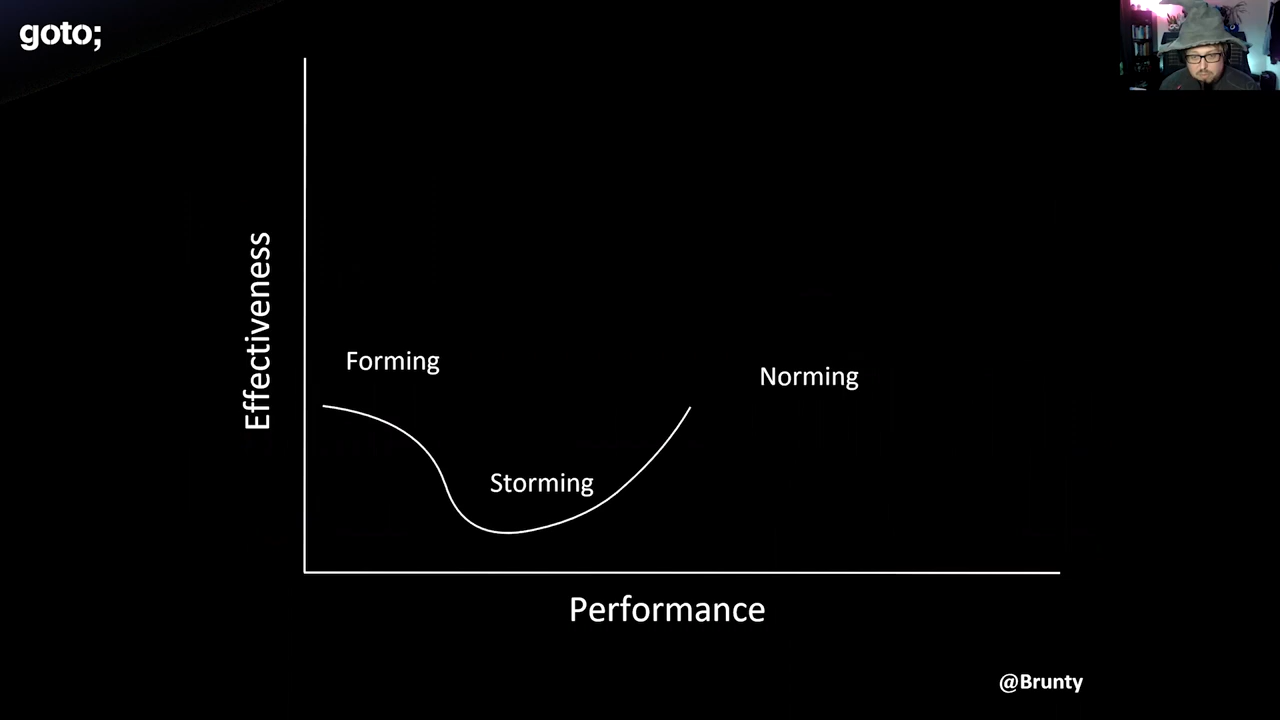 goto;
Effectiveness
Forming
Norming
Storming
Performance
@Brunty